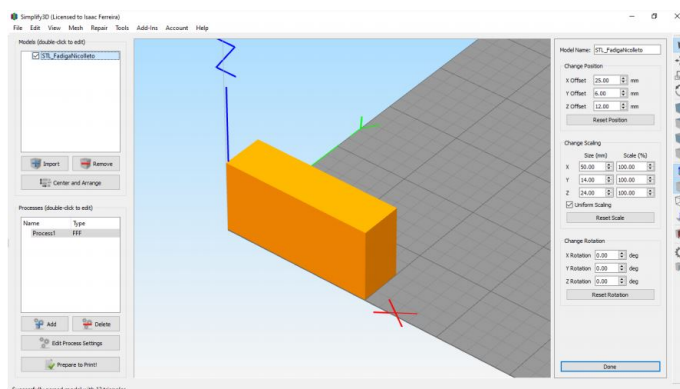 Simplify3D (Licensed to Isaac Ferreira)
File Edit View Mesh Repair Tools Add-Ins Account Help
Models (double-click to edit)
STL_FadigaNicolleto
Import Remove
Center and Arrange
Processes (double-click to edit)
Name Type
Process1 FFF
Add Delete
Edit Process Settings
Prepare to Print!
Z
Y
X
Model Name: STL_FadigaNicolleto
Change Position
X Offset 25.00 mm
Y Offset 6.00 mm
Z Offset 12.00 mm
Reset Position
Change Scaling
Size (mm) Scale (%)
X 50.00 100.00
Y 14.00 100.00
Z 24.00 100.00
Uniform Scaling
Reset Scale
Change Rotation
X Rotation 0.00 deg
Y Rotation 0.00 deg
Z Rotation 0.00 deg
Reset Rotation
Done